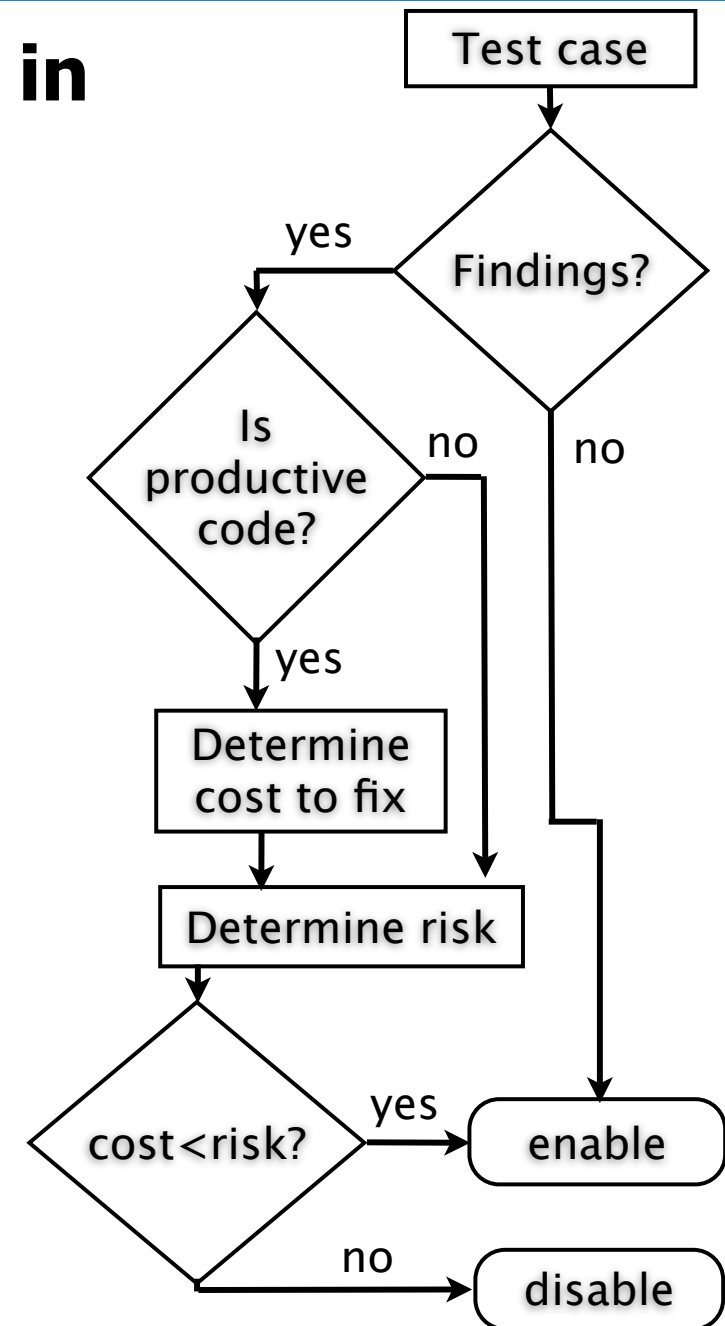 in
Test case
Findings?
yes
no
Is
productive
code?
no
yes
Determine
cost to fix
Determine risk
cost<risk?
yes
enable
no
disable